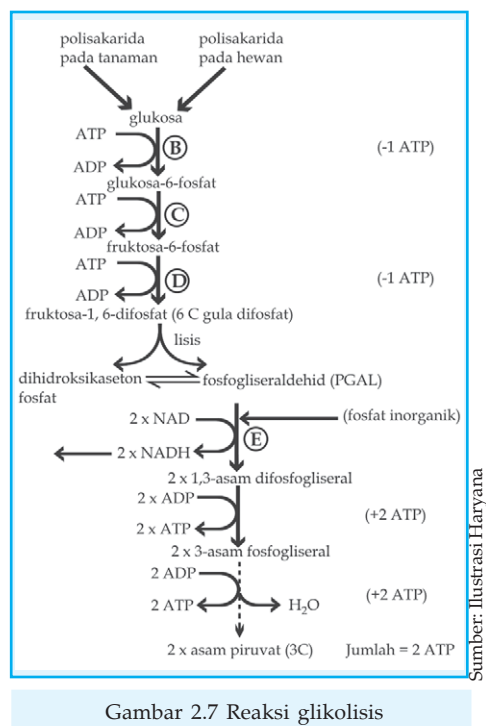 polisakarida
pada tanaman
polisakarida
pada hewan
glukosa
ATP
B
(-1 ATP)
ADP
glukosa-6-fosfat
ATP
C
ADP
fruktosa-6-fosfat
ATP
D
(-1 ATP)
ADP
fruktosa-1, 6-difosfat (6 C gula difosfat)
lisis
dihidroksikaseton
fosfat
fosfogliseraldehid (PGAL)
2 x NAD
(fosfat inorganik)
E
2 x NADH
2 x 1,3-asam difosfogliseral
2 x ADP
(+2 ATP)
2 x ATP
2 x 3-asam fosfogliseral
2 ADP
(+2 ATP)
2 ATP
H₂O
2 x asam piruvat (3C)
Jumlah = 2 ATP
Sumber: Ilustrasi Haryana
Gambar 2.7 Reaksi glikolisis